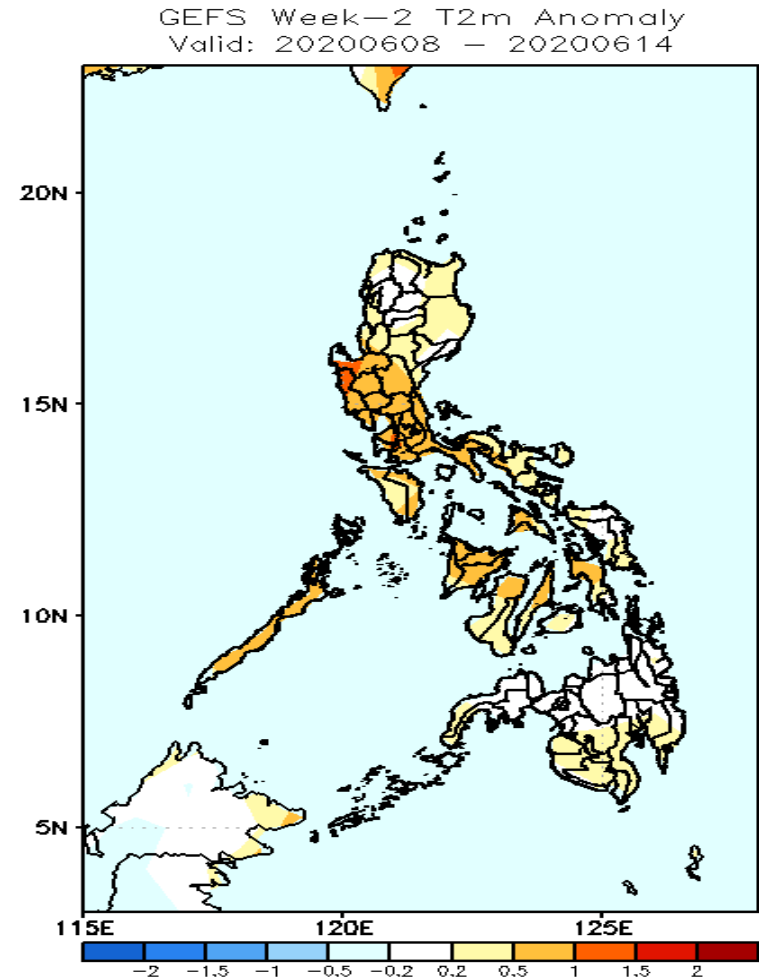 GEFS Week-2 T2m Anomaly
Valid: 20200608 - 20200614
20N
15N
10N
5N
115E 120E 125E
-2 -1.5 -1 -0.5 -0.2 0.2 0.5 1 1.5 2